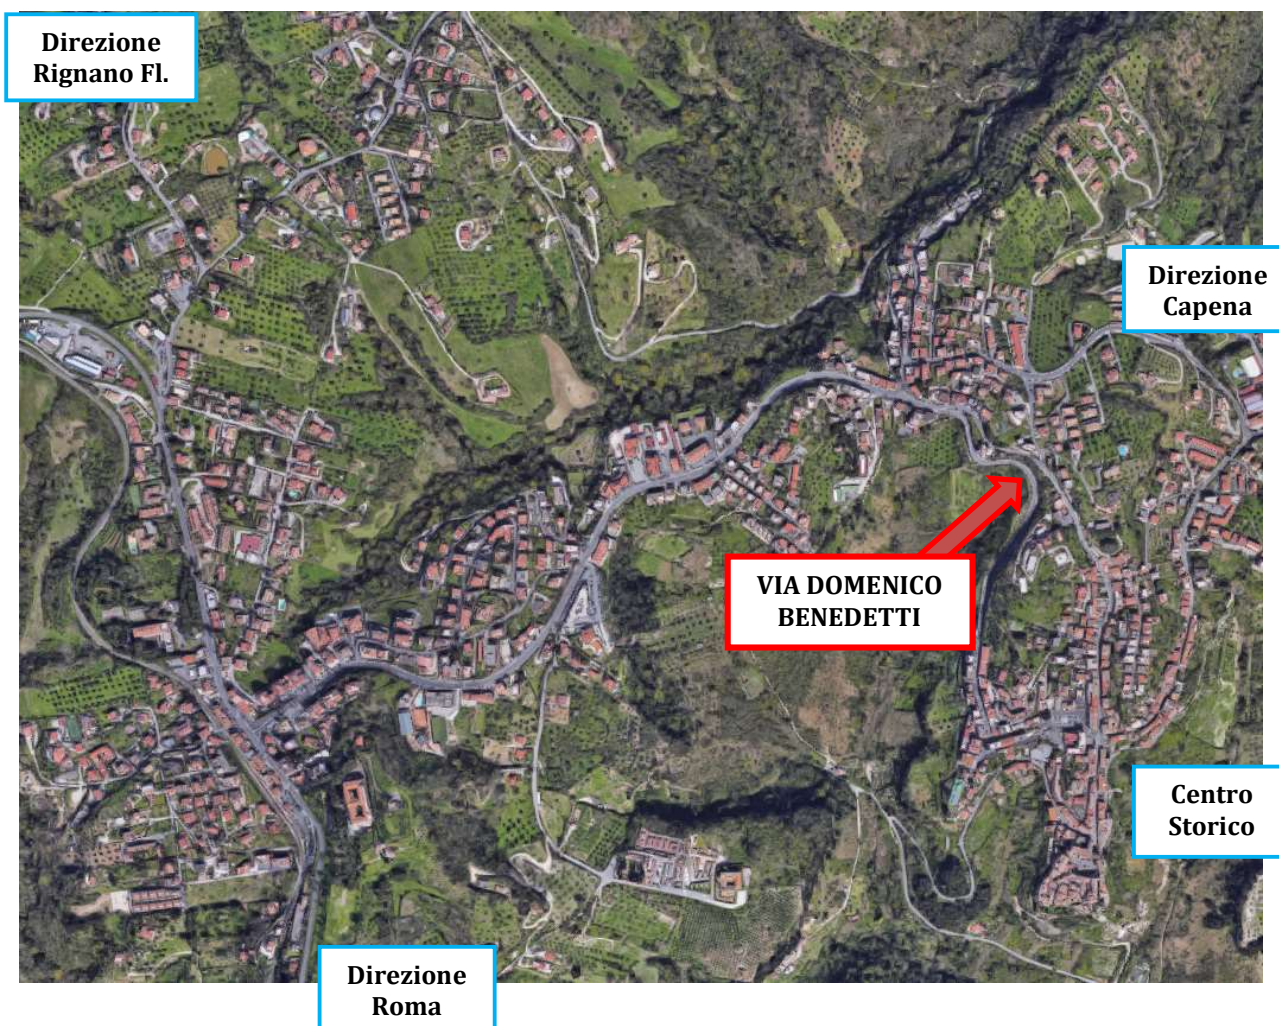 Direzione
Rignano Fl.
Direzione
Capena
VIA DOMENICO
BENEDETTI
Centro
Storico
Direzione
Roma